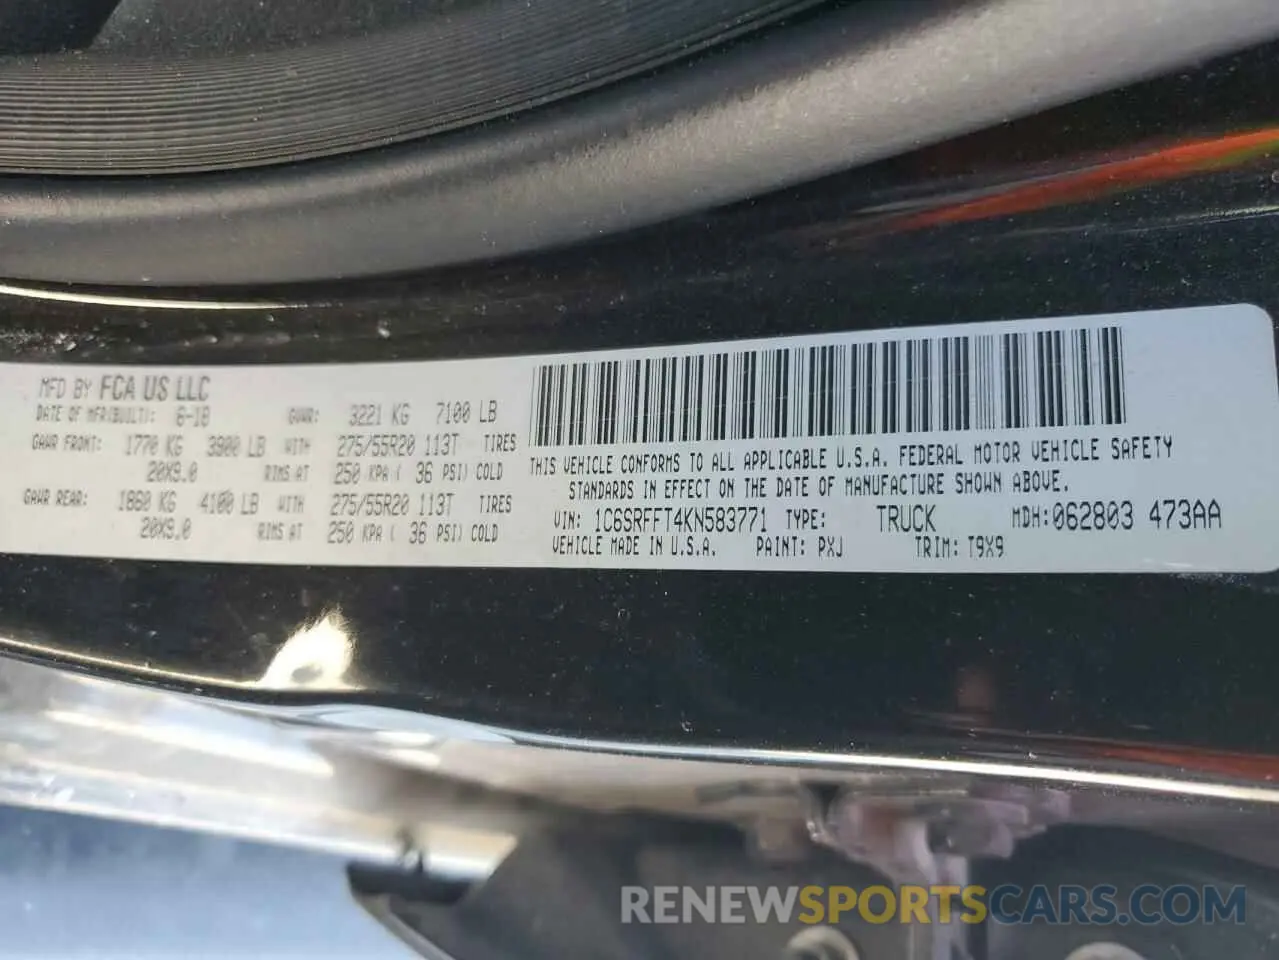 MFD BY FCA US LLC
DATE OF MFR(BUILT): 6-18 GVWR: 3221 KG 7100 LB
GAWR FRONT: 1770 KG 3900 LB WITH 275/55R20 113T TIRES
20X9.0 RIMS AT 250 KPA ( 36 PSI) COLD
GAWR REAR: 1860 KG 4100 LB WITH 275/55R20 113T TIRES
20X9.0 RIMS AT 250 KPA ( 36 PSI) COLD
THIS VEHICLE CONFORMS TO ALL APPLICABLE U.S.A. FEDERAL MOTOR VEHICLE SAFETY
STANDARDS IN EFFECT ON THE DATE OF MANUFACTURE SHOWN ABOVE.
VIN: 1C6SRFFT4KN583771 TYPE: TRUCK MDH:062803 473AA
VEHICLE MADE IN U.S.A. PAINT: PXJ TRIM: T9X9
RENEWSPORTSCARS.COM